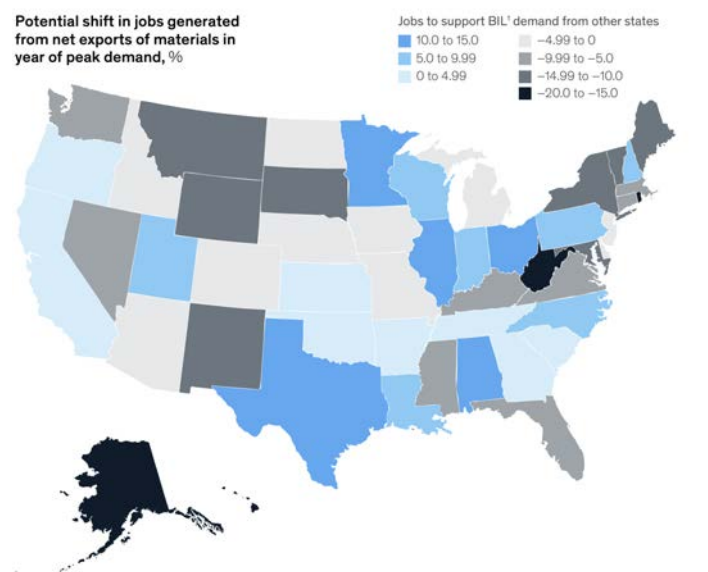 Potential shift in jobs generated
from net exports of materials in
year of peak demand, %
Jobs to support BIL¹ demand from other states
10.0 to 15.0
5.0 to 9.99
0 to 4.99
−4.99 to 0
−9.99 to −5.0
−14.99 to −10.0
−20.0 to −15.0